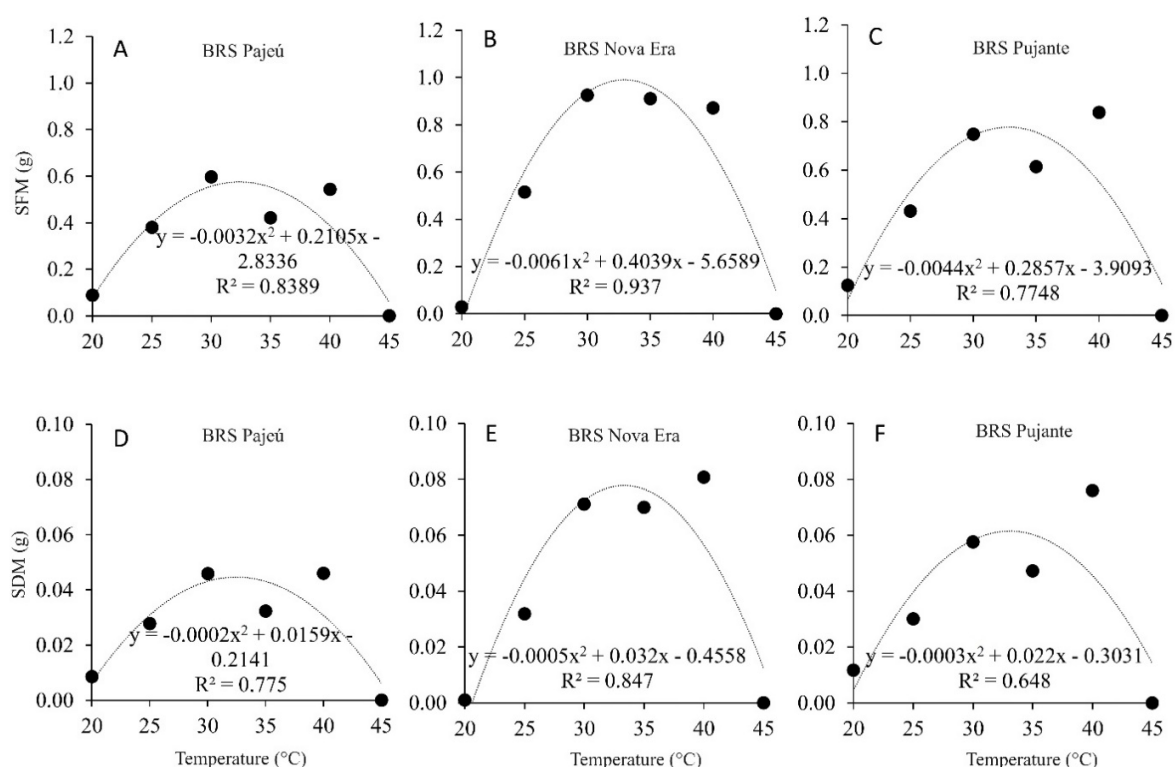 A
BRS Pajeú
SFM (g)
1.2
1.0
0.8
0.6
0.4
0.2
0.0
y = -0.0032x² + 0.2105x -
2.8336
R² = 0.8389
20 25 30 35 40 45
B
BRS Nova Era
1.2
1.0
0.8
0.6
0.4
0.2
0.0
y = -0.0061x² + 0.4039x - 5.6589
R² = 0.937
20 25 30 35 40 45
C
BRS Pujante
1.2
1.0
0.8
0.6
0.4
0.2
0.0
y = -0.0044x² + 0.2857x - 3.9093
R² = 0.7748
20 25 30 35 40 45
D
BRS Pajeú
SDM (g)
0.10
0.08
0.06
0.04
0.02
0.00
y = -0.0002x² + 0.0159x -
0.2141
R² = 0.775
20 25 30 35 40 45
Temperature (°C)
E
BRS Nova Era
0.10
0.08
0.06
0.04
0.02
0.00
y = -0.0005x² + 0.032x - 0.4558
R² = 0.847
20 25 30 35 40 45
Temperature (°C)
F
BRS Pujante
0.10
0.08
0.06
0.04
0.02
0.00
y = -0.0003x² + 0.022x - 0.3031
R² = 0.648
20 25 30 35 40 45
Temperature (°C)